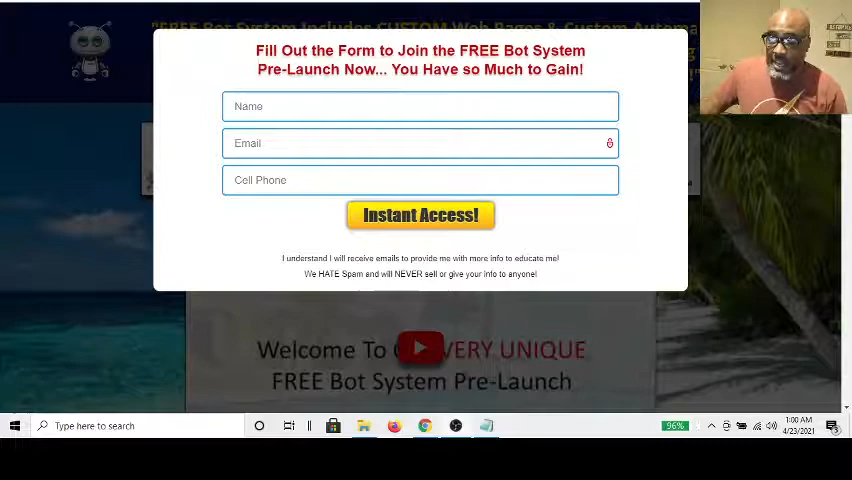 "FREE Bot System Includes CUSTOM Web Pages & Custom Automa
Fill Out the Form to Join the FREE Bot System
Pre-Launch Now... You Have so Much to Gain!
Name
Email
Cell Phone
Instant Access!
I understand I will receive emails to provide me with more info to educate me!
We HATE Spam and will NEVER sell or give your info to anyone!
Welcome To VERY UNIQUE
FREE Bot System Pre-Launch
Type here to search
96%
1:00 AM
4/23/2021